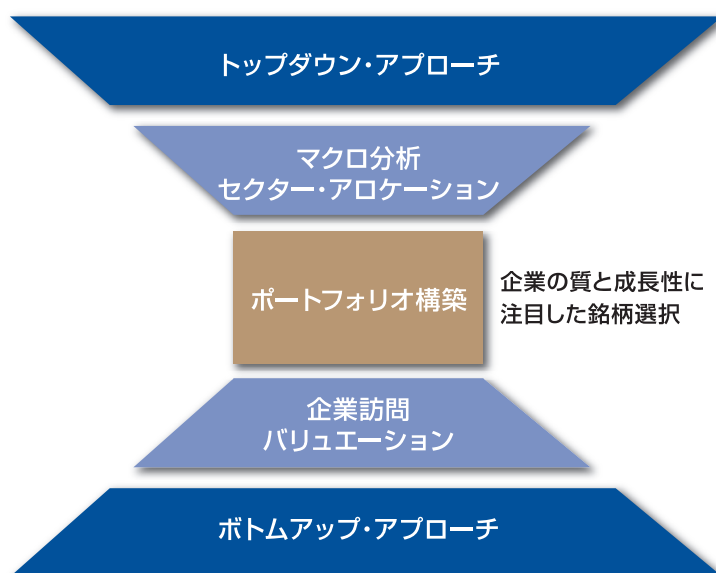 トップダウン・アプローチ
マクロ分析
セクター・アロケーション
ポートフォリオ構築
企業の質と成長性に
注目した銘柄選択
企業訪問
バリュエーション
ボトムアップ・アプローチ